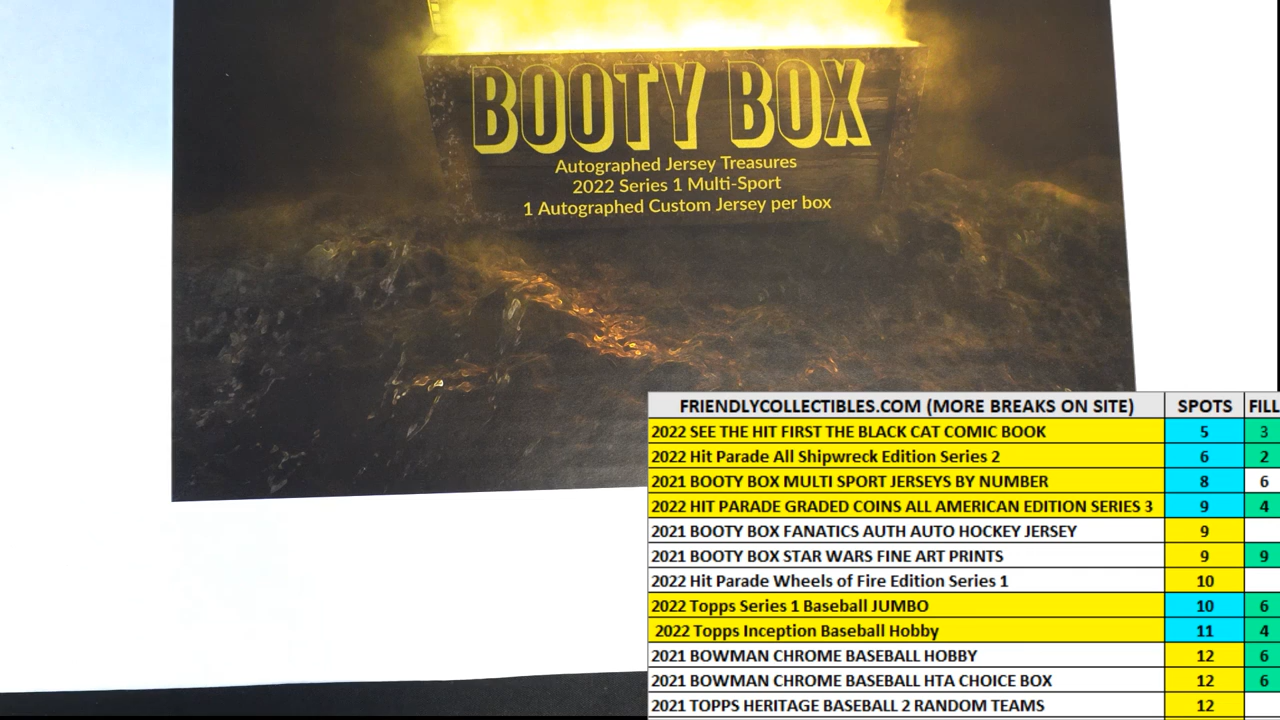 BOOTY BOX
Autographed Jersey Treasures
2022 Series 1 Multi-Sport
1 Autographed Custom Jersey per box
FRIENDLYCOLLECTIBLES.COM (MORE BREAKS ON SITE) SPOTS FILL
2022 SEE THE HIT FIRST THE BLACK CAT COMIC BOOK 5 3
2022 Hit Parade All Shipwreck Edition Series 2 6 2
2021 BOOTY BOX MULTI SPORT JERSEYS BY NUMBER 8 6
2022 HIT PARADE GRADED COINS ALL AMERICAN EDITION SERIES 3 9 4
2021 BOOTY BOX FANATICS AUTH AUTO HOCKEY JERSEY 9
2021 BOOTY BOX STAR WARS FINE ART PRINTS 9 9
2022 Hit Parade Wheels of Fire Edition Series 1 10
2022 Topps Series 1 Baseball JUMBO 10 6
2022 Topps Inception Baseball Hobby 11 4
2021 BOWMAN CHROME BASEBALL HOBBY 12 6
2021 BOWMAN CHROME BASEBALL HTA CHOICE BOX 12 6
2021 TOPPS HERITAGE BASEBALL 2 RANDOM TEAMS 12